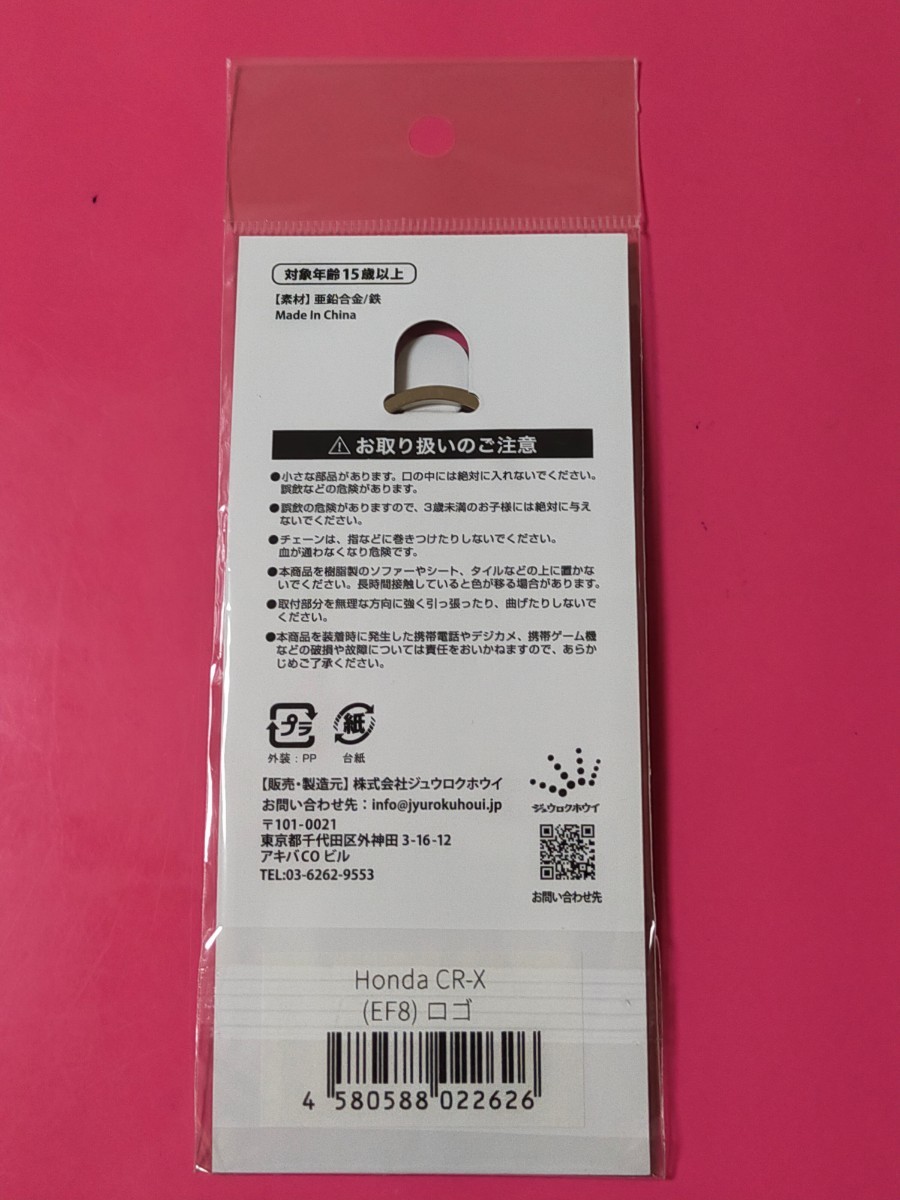 対象年齢15歳以上
【素材】亜鉛合金/鉄
Made In China
⚠お取り扱いのご注意
●小さな部品があります。口の中には絶対に入れないでください。
誤飲などの危険があります。
●誤飲の危険がありますので、3歳未満のお子様には絶対に与え
ないでください。
●チェーンは、指などに巻きつけたりしないでください。
血が通わなくなり危険です。
●本商品を樹脂製のソファーやシート、タイルなどの上に置かな
いでください。長時間接触していると色が移る場合があります。
●取付部分を無理な方向に強く引っ張ったり、曲げたりしないで
ください。
●本商品を装着時に発生した携帯電話やデジカメ、携帯ゲーム機
などの破損や故障については責任をおいかねますので、あらか
じめご了承ください。
プラ 紙
外装：PP 台紙
【販売・製造元】株式会社ジュウロクホウイ
お問い合わせ先：info@jyurokuhoui.jp
〒101-0021
東京都千代田区外神田 3-16-12
アキバCO ビル
TEL:03-6262-9553
ジュウロクホウイ
お問い合わせ先
Honda CR-X
(EF8) ロゴ
4 580588 022626